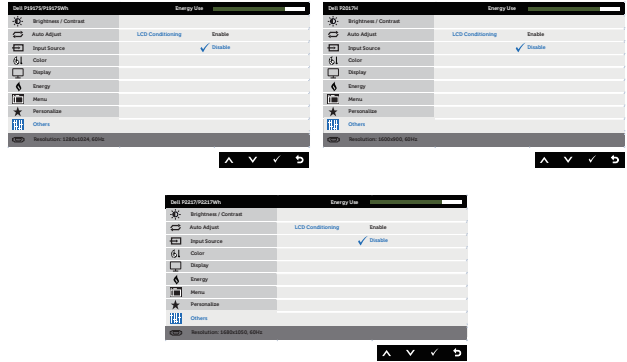 Dell P1917S/P1917SWh Energy Use
Brightness / Contrast
Auto Adjust LCD Conditioning Enable
Input Source Disable
Color
Display
Energy
Menu
Personalize
Others
Resolution: 1280x1024, 60Hz
Dell P2017H Energy Use
Brightness / Contrast
Auto Adjust LCD Conditioning Enable
Input Source Disable
Color
Display
Energy
Menu
Personalize
Others
Resolution: 1600x900, 60Hz
Dell P2217/P2217Wh Energy Use
Brightness / Contrast
Auto Adjust LCD Conditioning Enable
Input Source Disable
Color
Display
Energy
Menu
Personalize
Others
Resolution: 1680x1050, 60Hz